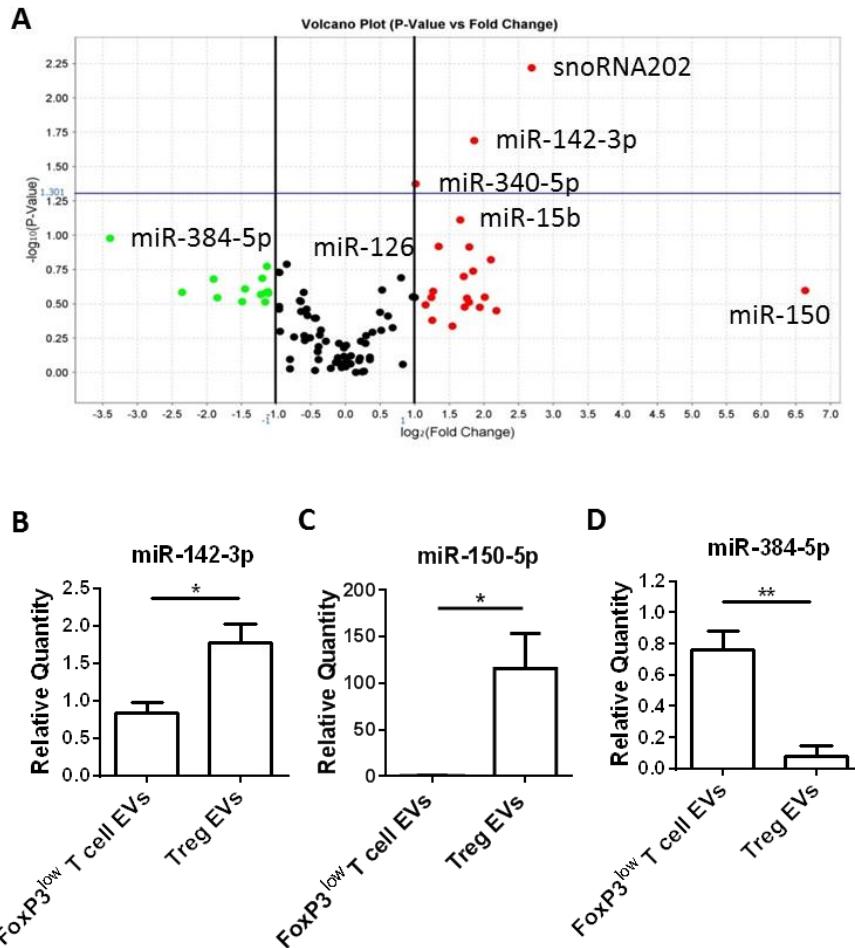 A
Volcano Plot (P-Value vs Fold Change)
-log₁₀(P-Value)
2.25
2.00
1.75
1.50
1.301
1.25
1.00
0.75
0.50
0.25
0.00
snoRNA202
miR-142-3p
miR-340-5p
miR-15b
miR-384-5p
miR-126
miR-150
-3.5 -3.0 -2.5 -2.0 -1.5 -1.0 -0.5 0.0 0.5 1.0 1.5 2.0 2.5 3.0 3.5 4.0 4.5 5.0 5.5 6.0 6.5 7.0
-1 1
log₂(Fold Change)
B
miR-142-3p
Relative Quantity
2.5
2.0
1.5
1.0
0.5
0.0
*
FoxP3ˡᵒʷ T cell EVs
Treg EVs
C
miR-150-5p
Relative Quantity
200
150
100
50
0
*
FoxP3ˡᵒʷ T cell EVs
Treg EVs
D
miR-384-5p
Relative Quantity
1.2
1.0
0.8
0.6
0.4
0.2
0.0
**
FoxP3ˡᵒʷ T cell EVs
Treg EVs